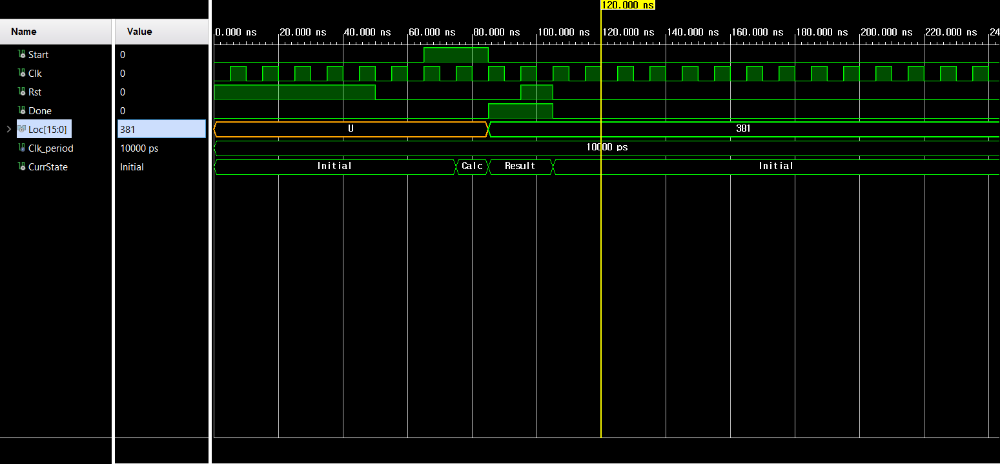 120.000 ns
Name Value
0.000 ns 20.000 ns 40.000 ns 60.000 ns 80.000 ns 100.000 ns 120.000 ns 140.000 ns 160.000 ns 180.000 ns 200.000 ns 220.000 ns 24
Start 0
Clk 0
Rst 0
Done 0
Loc[15:0] 381 U 381
Clk_period 10000 ps 10000 ps
CurrState Initial Initial Calc Result Initial